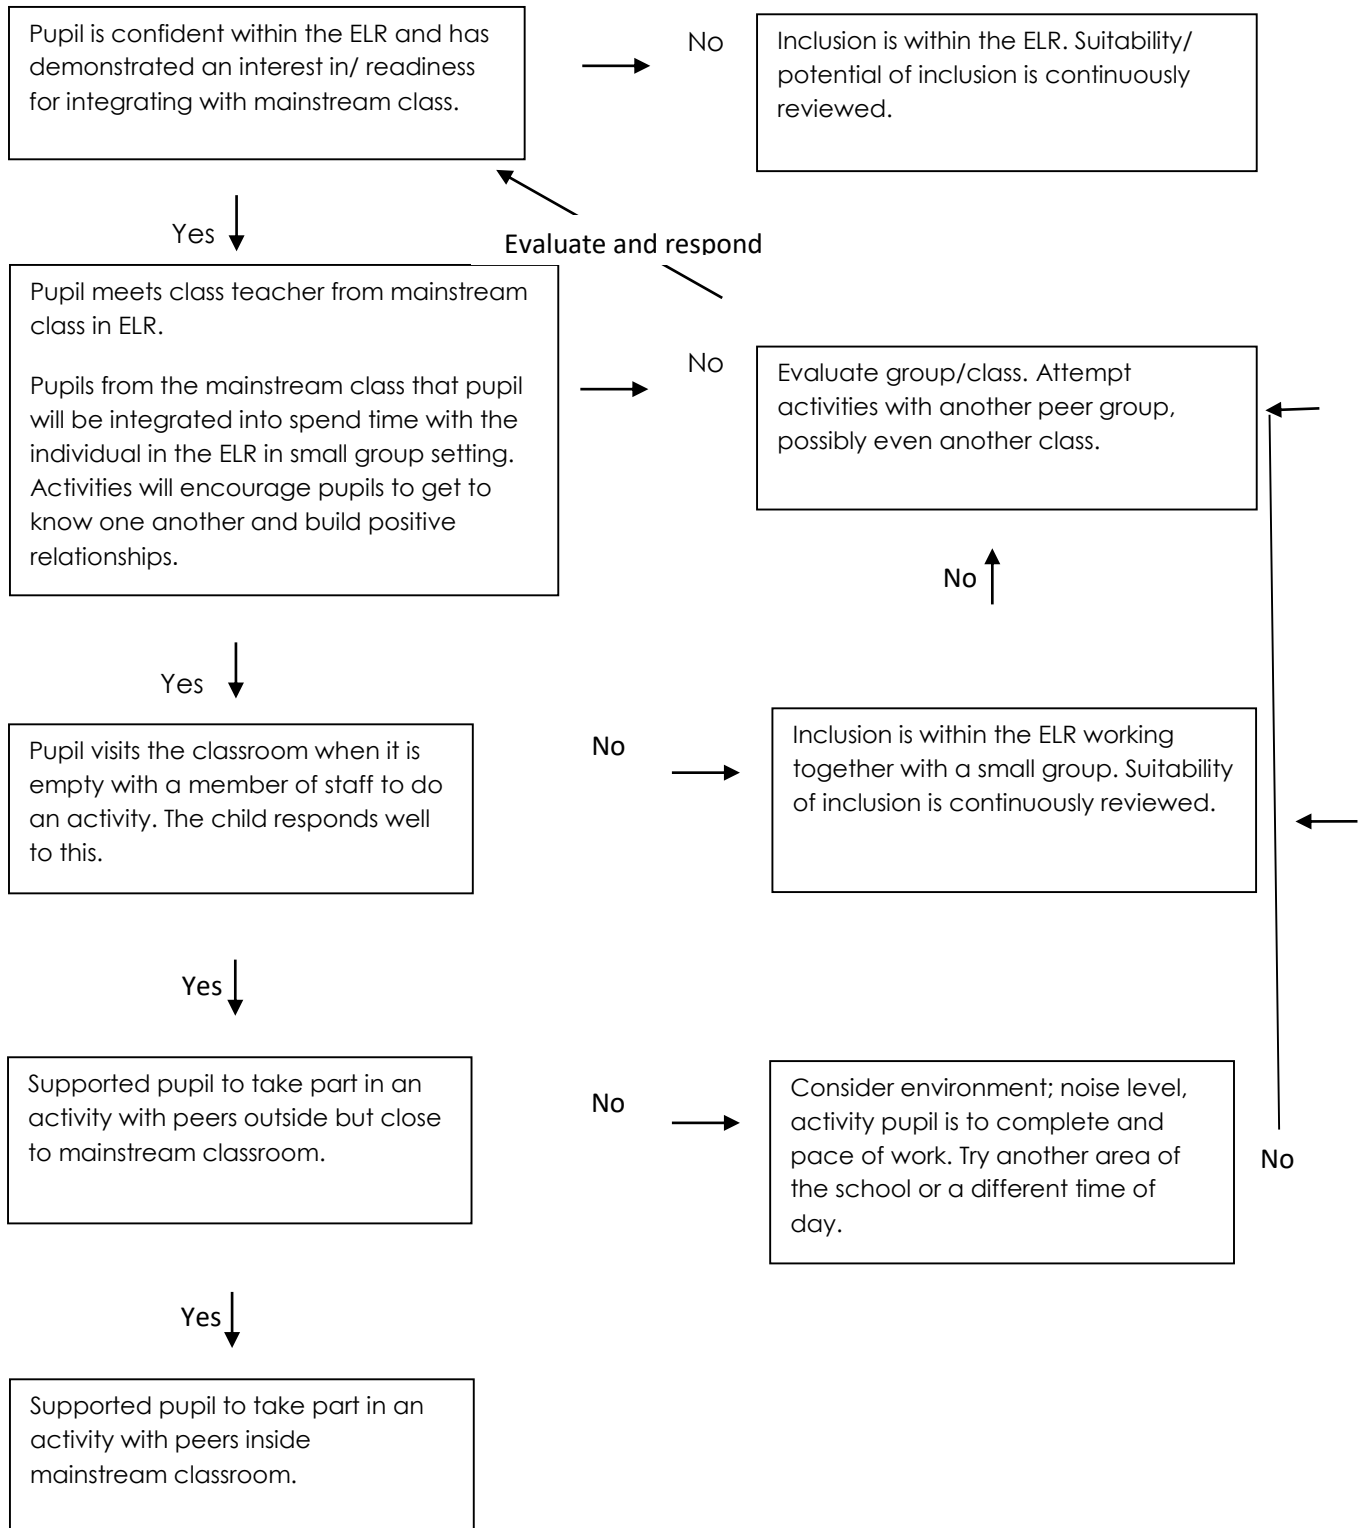 Pupil is confident within the ELR and has
demonstrated an interest in/ readiness
for integrating with mainstream class.
No
Inclusion is within the ELR. Suitability/
potential of inclusion is continuously
reviewed.
Yes
Evaluate and respond
Pupil meets class teacher from mainstream
class in ELR.
Pupils from the mainstream class that pupil
will be integrated into spend time with the
individual in the ELR in small group setting.
Activities will encourage pupils to get to
know one another and build positive
relationships.
No
Evaluate group/class. Attempt
activities with another peer group,
possibly even another class.
No
Yes
Pupil visits the classroom when it is
empty with a member of staff to do
an activity. The child responds well
to this.
No
Inclusion is within the ELR working
together with a small group. Suitability
of inclusion is continuously reviewed.
Yes
Supported pupil to take part in an
activity with peers outside but close
to mainstream classroom.
No
Consider environment; noise level,
activity pupil is to complete and
pace of work. Try another area of
the school or a different time of
day.
No
Yes
Supported pupil to take part in an
activity with peers inside
mainstream classroom.